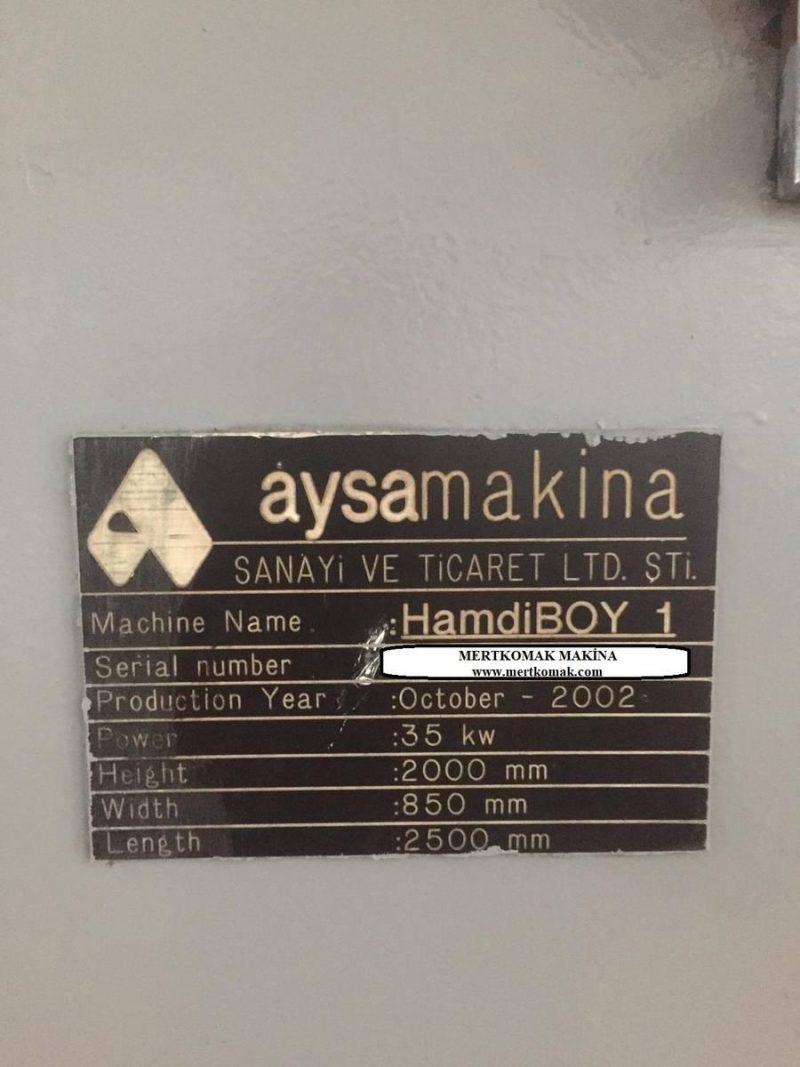 aysamakina
SANAYİ VE TİCARET LTD. ŞTİ.
Machine Name :HamdiBOY 1
Serial number MERTKOMAK MAKİNA
www.mertkomak.com
Production Year :October - 2002
Power :35 kw
Height :2000 mm
Width :850 mm
Length :2500 mm